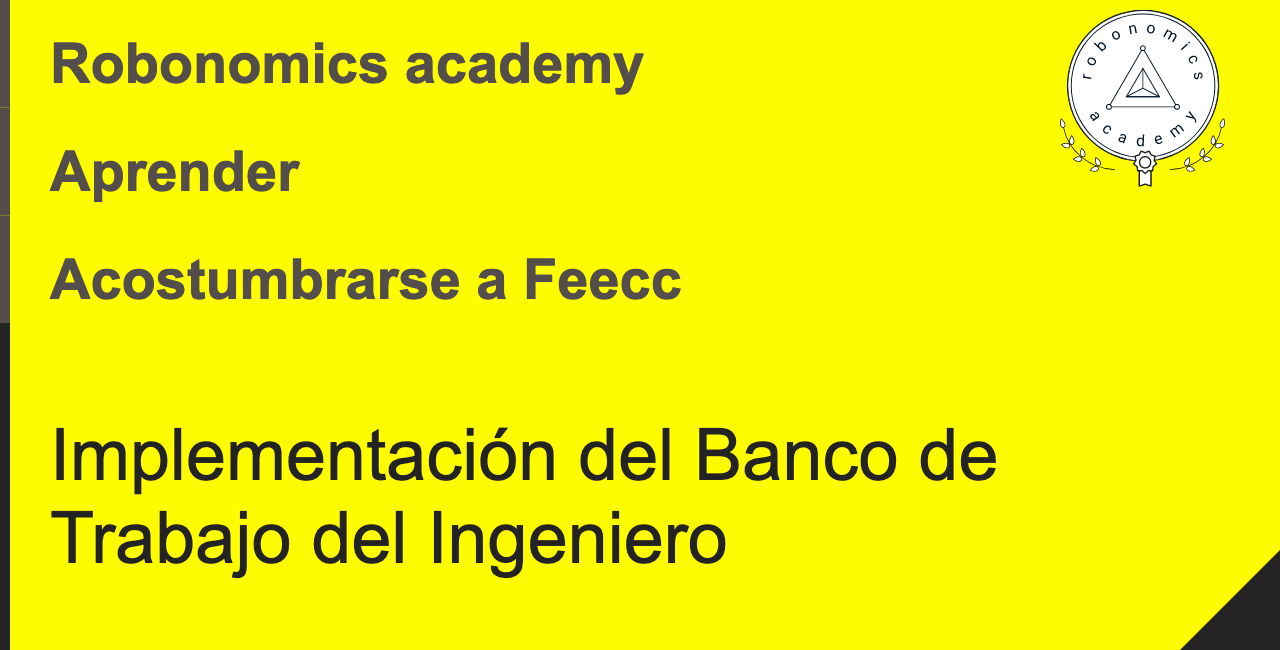 Robonomics academy
robonomics
academy
Aprender
Acostumbrarse a Feecc
Implementación del Banco de
Trabajo del Ingeniero